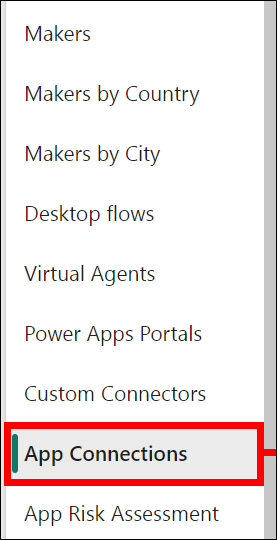 Makers
Makers by Country
Makers by City
Desktop flows
Virtual Agents
Power Apps Portals
Custom Connectors
App Connections
App Risk Assessment